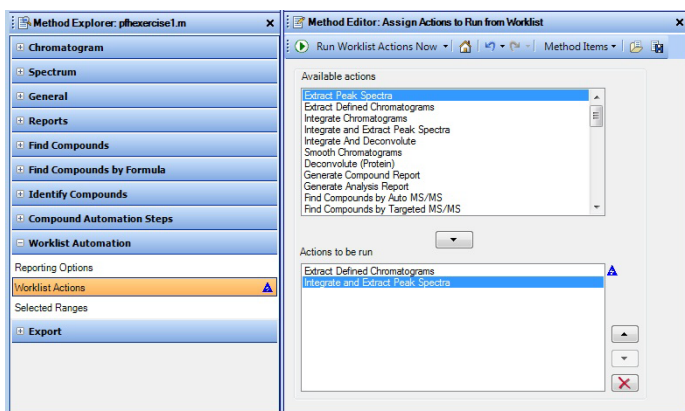 Method Explorer: pfhexercise1.m
Chromatogram
Spectrum
General
Reports
Find Compounds
Find Compounds by Formula
Identify Compounds
Compound Automation Steps
Worklist Automation
Reporting Options
Worklist Actions
Selected Ranges
Export
Method Editor: Assign Actions to Run from Worklist
Run Worklist Actions Now
Method Items
Available actions
Extract Peak Spectra
Extract Defined Chromatograms
Integrate Chromatograms
Integrate and Extract Peak Spectra
Integrate And Deconvolute
Smooth Chromatograms
Deconvolute (Protein)
Generate Compound Report
Generate Analysis Report
Find Compounds by Auto MS/MS
Find Compounds by Targeted MS/MS
Actions to be run
Extract Defined Chromatograms
Integrate and Extract Peak Spectra